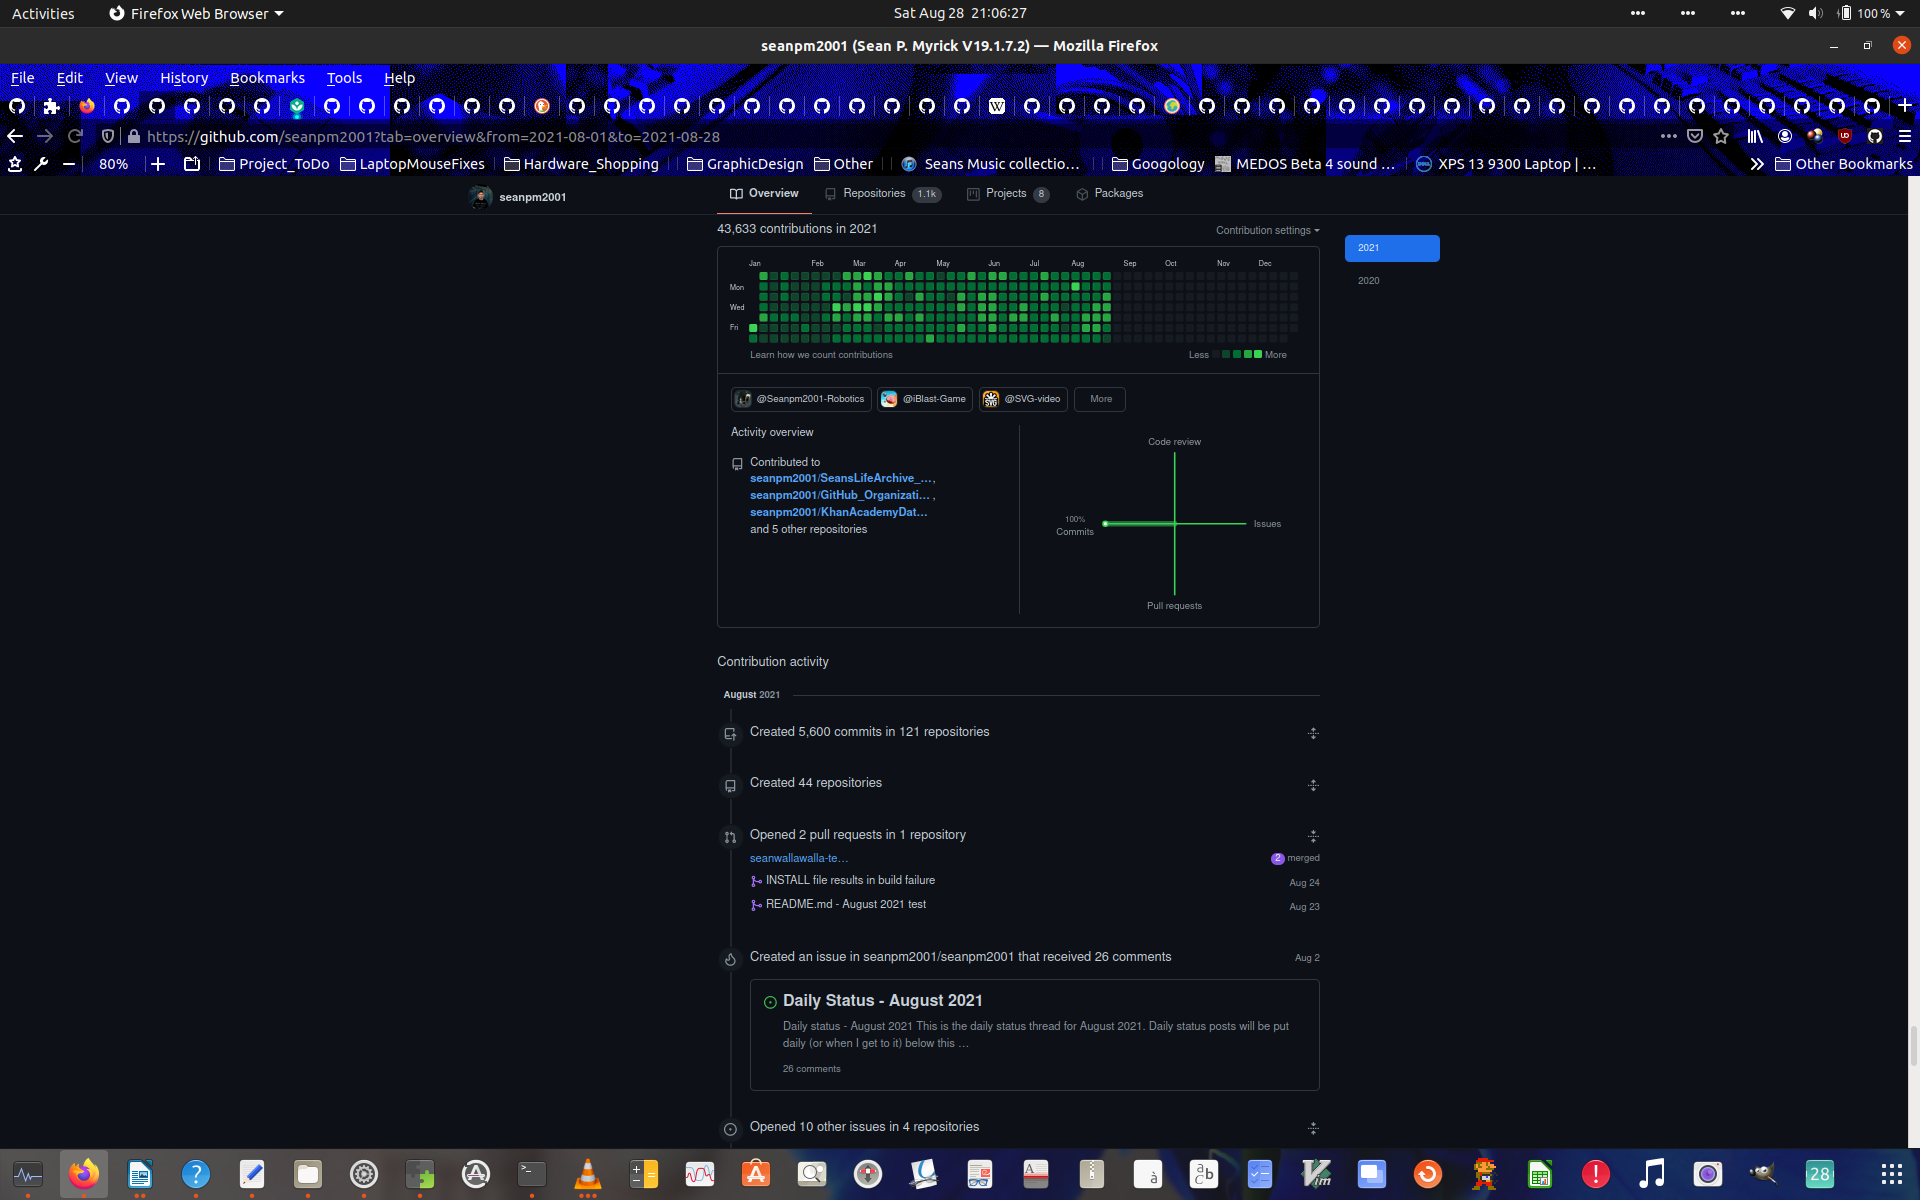 Activities
Firefox Web Browser
Sat Aug 28 21:06:27
100 %
seanpm2001 (Sean P. Myrick V19.1.7.2) — Mozilla Firefox
File Edit View History Bookmarks Tools Help
https://github.com/seanpm2001?tab=overview&from=2021-08-01&to=2021-08-28
80%
Project_ToDo
LaptopMouseFixes
Hardware_Shopping
GraphicDesign
Other
Seans Music collectio…
Googology
MEDOS Beta 4 sound …
XPS 13 9300 Laptop | …
Other Bookmarks
seanpm2001
Overview
Repositories 1.1k
Projects 8
Packages
43,633 contributions in 2021
Contribution settings
2021
2020
Jan Feb Mar Apr May Jun Jul Aug Sep Oct Nov Dec
Mon
Wed
Fri
Learn how we count contributions
Less More
@Seanpm2001-Robotics
@iBlast-Game
@SVG-video
More
Activity overview
Contributed to
seanpm2001/SeansLifeArchive_…,
seanpm2001/GitHub_Organizati… ,
seanpm2001/KhanAcademyDat…
and 5 other repositories
Code review
100%
Commits
Issues
Pull requests
Contribution activity
August 2021
Created 5,600 commits in 121 repositories
Created 44 repositories
Opened 2 pull requests in 1 repository
seanwallawalla-te…
2 merged
INSTALL file results in build failure
Aug 24
README.md - August 2021 test
Aug 23
Created an issue in seanpm2001/seanpm2001 that received 26 comments
Aug 2
Daily Status - August 2021
Daily status - August 2021 This is the daily status thread for August 2021. Daily status posts will be put
daily (or when I get to it) below this …
26 comments
Opened 10 other issues in 4 repositories
28